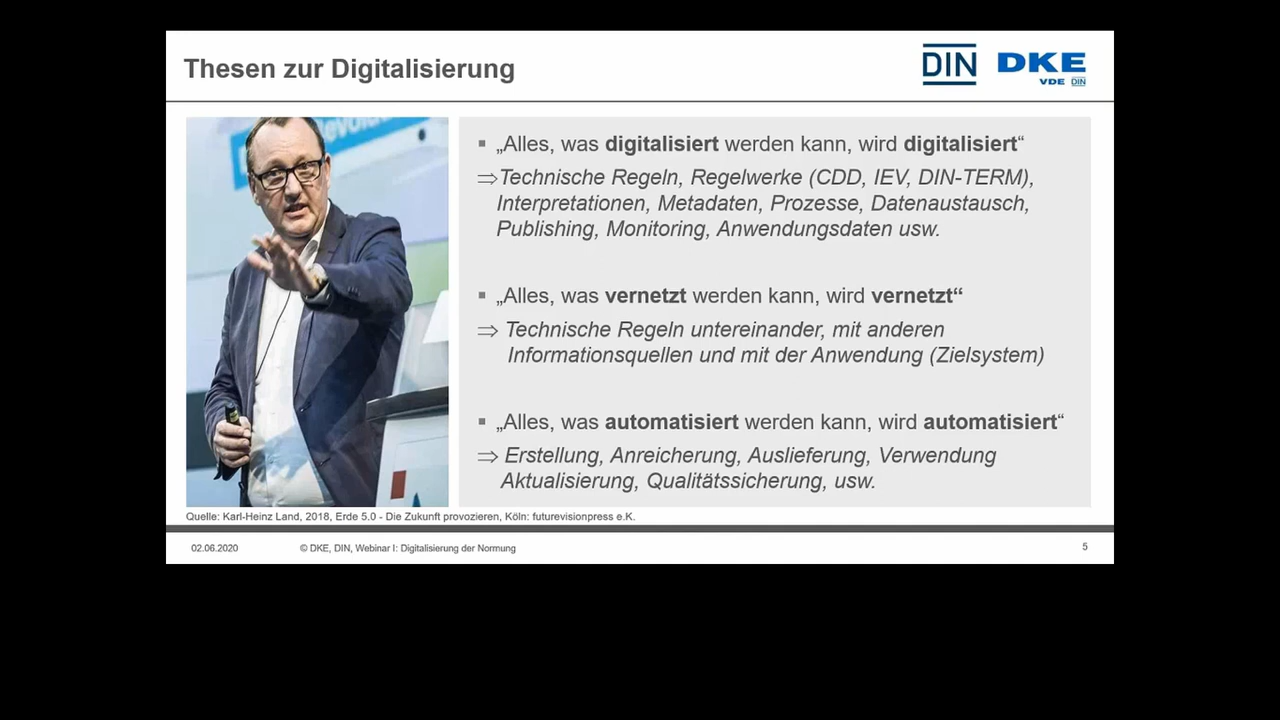 Thesen zur Digitalisierung
DIN
DKE
VDE DIN
▪ „Alles, was digitalisiert werden kann, wird digitalisiert“
⇒Technische Regeln, Regelwerke (CDD, IEV, DIN-TERM),
Interpretationen, Metadaten, Prozesse, Datenaustausch,
Publishing, Monitoring, Anwendungsdaten usw.
▪ „Alles, was vernetzt werden kann, wird vernetzt“
⇒ Technische Regeln untereinander, mit anderen
Informationsquellen und mit der Anwendung (Zielsystem)
▪ „Alles, was automatisiert werden kann, wird automatisiert“
⇒ Erstellung, Anreicherung, Auslieferung, Verwendung
Aktualisierung, Qualitätssicherung, usw.
Quelle: Karl-Heinz Land, 2018, Erde 5.0 - Die Zukunft provozieren, Köln: futurevisionpress e.K.
02.06.2020
© DKE, DIN, Webinar I: Digitalisierung der Normung
5